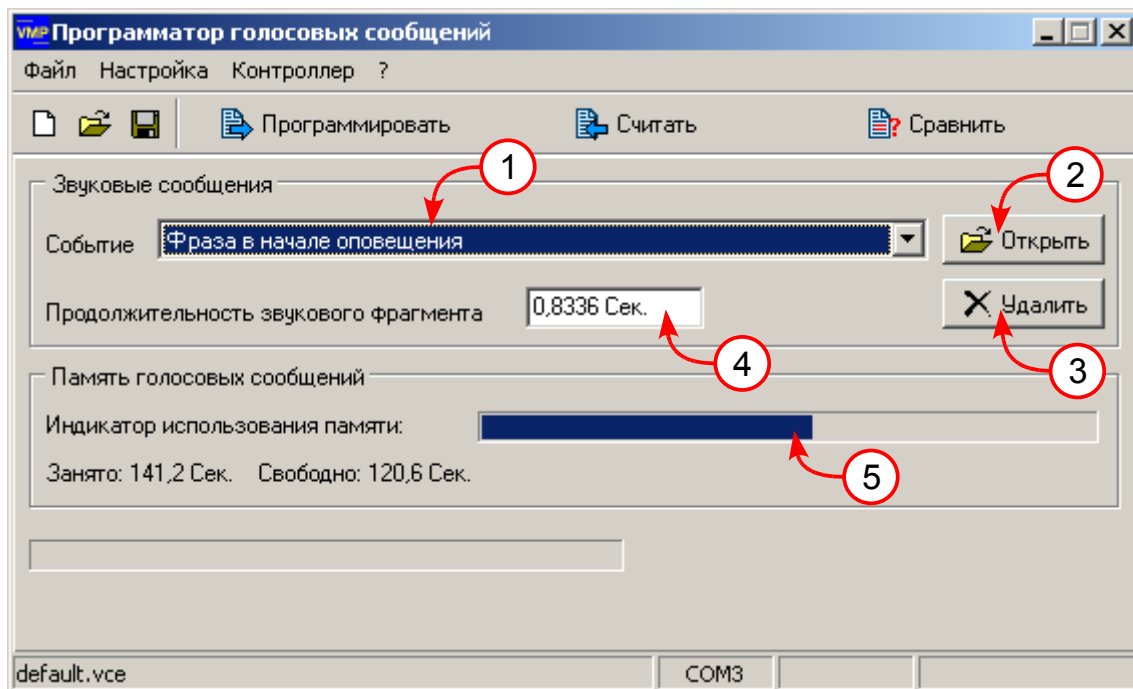 VMP Программатор голосовых сообщений
Файл Настройка Контроллер ?
Программировать Считать Сравнить
1
2
Звуковые сообщения
Событие Фраза в начале оповещения Открыть
Продолжительность звукового фрагмента 0,8336 Сек. Удалить
4
3
Память голосовых сообщений
Индикатор использования памяти:
Занято: 141,2 Сек. Свободно: 120,6 Сек.
5
default.vce COM3